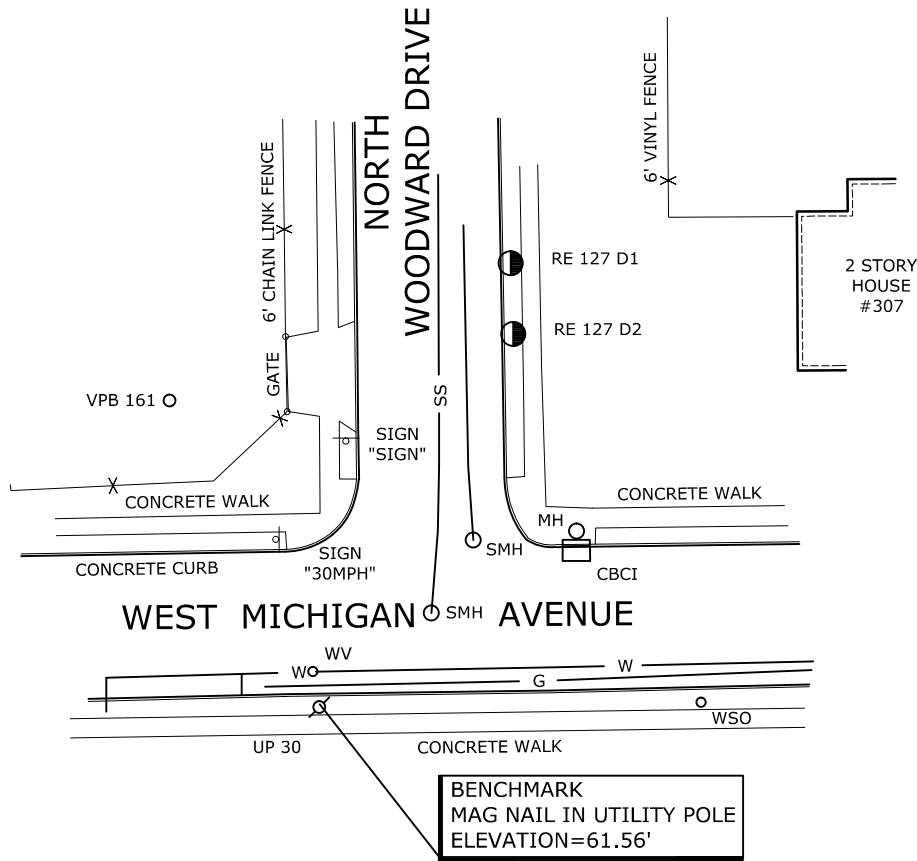 NORTH
WOODWARD DRIVE
6' CHAIN LINK FENCE
6' VINYL FENCE
RE 127 D1
2 STORY
HOUSE
#307
RE 127 D2
GATE
VPB 161
SS
SIGN
"SIGN"
CONCRETE WALK
CONCRETE WALK
MH
SMH
SIGN
"30MPH"
CONCRETE CURB
CBCI
WEST MICHIGAN AVENUE
SMH
WV
W
W
G
WSO
UP 30
CONCRETE WALK
BENCHMARK
MAG NAIL IN UTILITY POLE
ELEVATION=61.56'